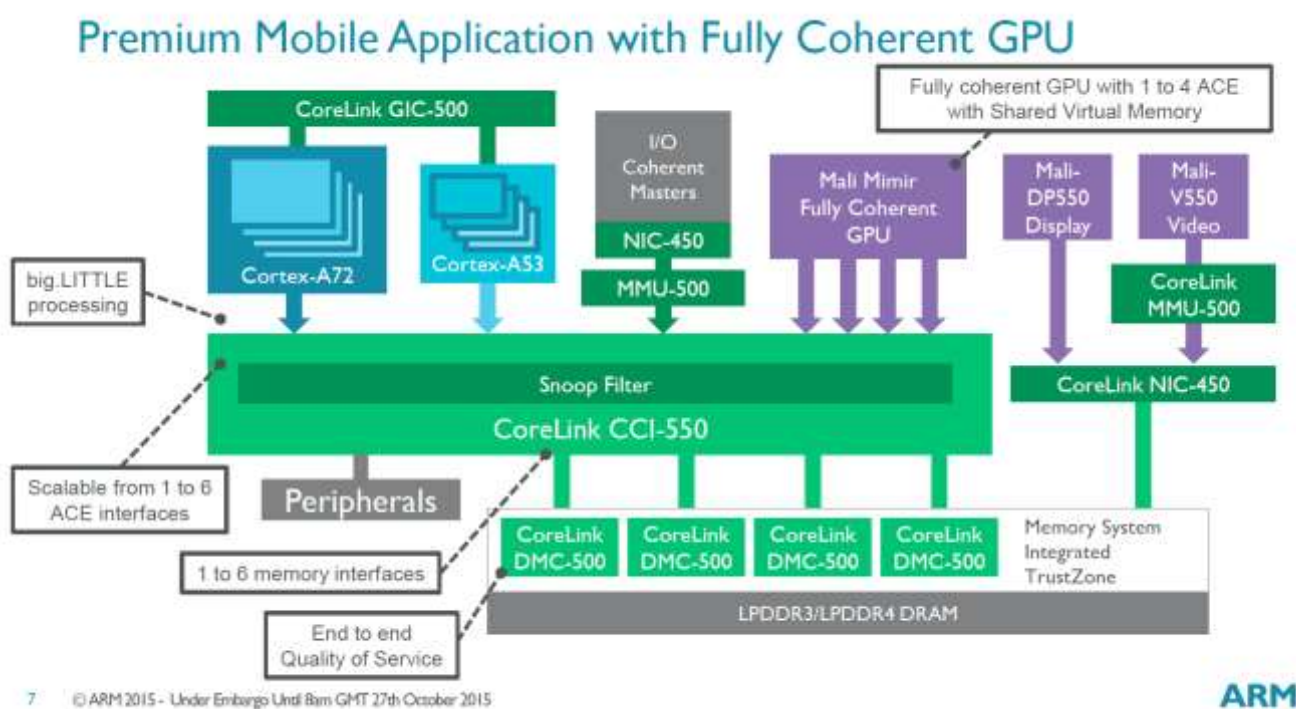 Premium Mobile Application with Fully Coherent GPU
Fully coherent GPU with 1 to 4 ACE
with Shared Virtual Memory
CoreLink GIC-500
Cortex-A72
Cortex-A53
I/O
Coherent
Masters
NIC-450
MMU-500
Mali Mimir
Fully Coherent
GPU
Mali-
DP550
Display
Mali-
V550
Video
CoreLink
MMU-500
CoreLink NIC-450
big.LITTLE
processing
Snoop Filter
CoreLink CCI-550
Scalable from 1 to 6
ACE interfaces
Peripherals
1 to 6 memory interfaces
CoreLink
DMC-500
CoreLink
DMC-500
CoreLink
DMC-500
CoreLink
DMC-500
Memory System
Integrated
TrustZone
LPDDR3/LPDDR4 DRAM
End to end
Quality of Service
7 © ARM 2015 - Under Embargo Until 8am GMT 27th October 2015
ARM